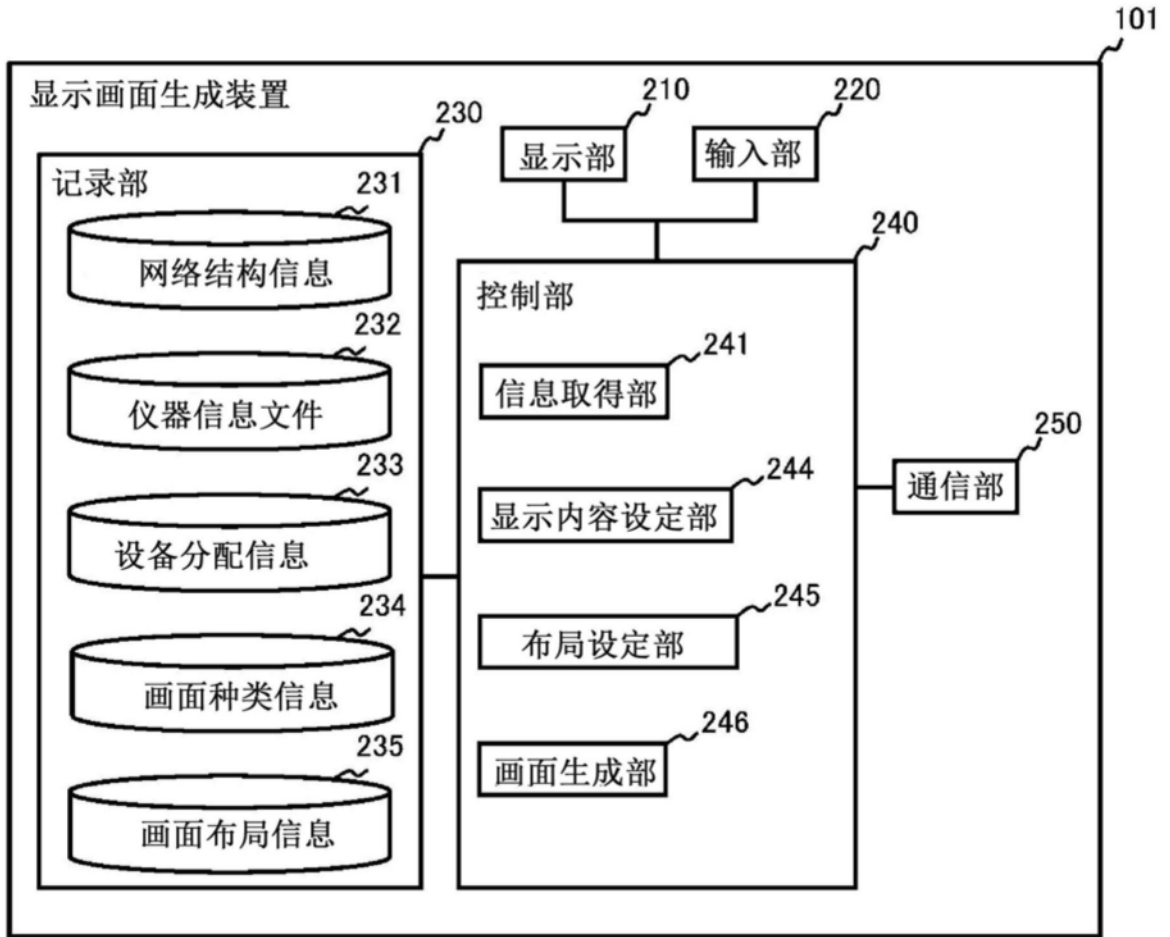 101
显示画面生成装置
210
220
230
显示部
输入部
记录部
231
网络结构信息
240
控制部
232
仪器信息文件
241
信息取得部
233
设备分配信息
244
显示内容设定部
250
通信部
234
画面种类信息
245
布局设定部
235
画面布局信息
246
画面生成部